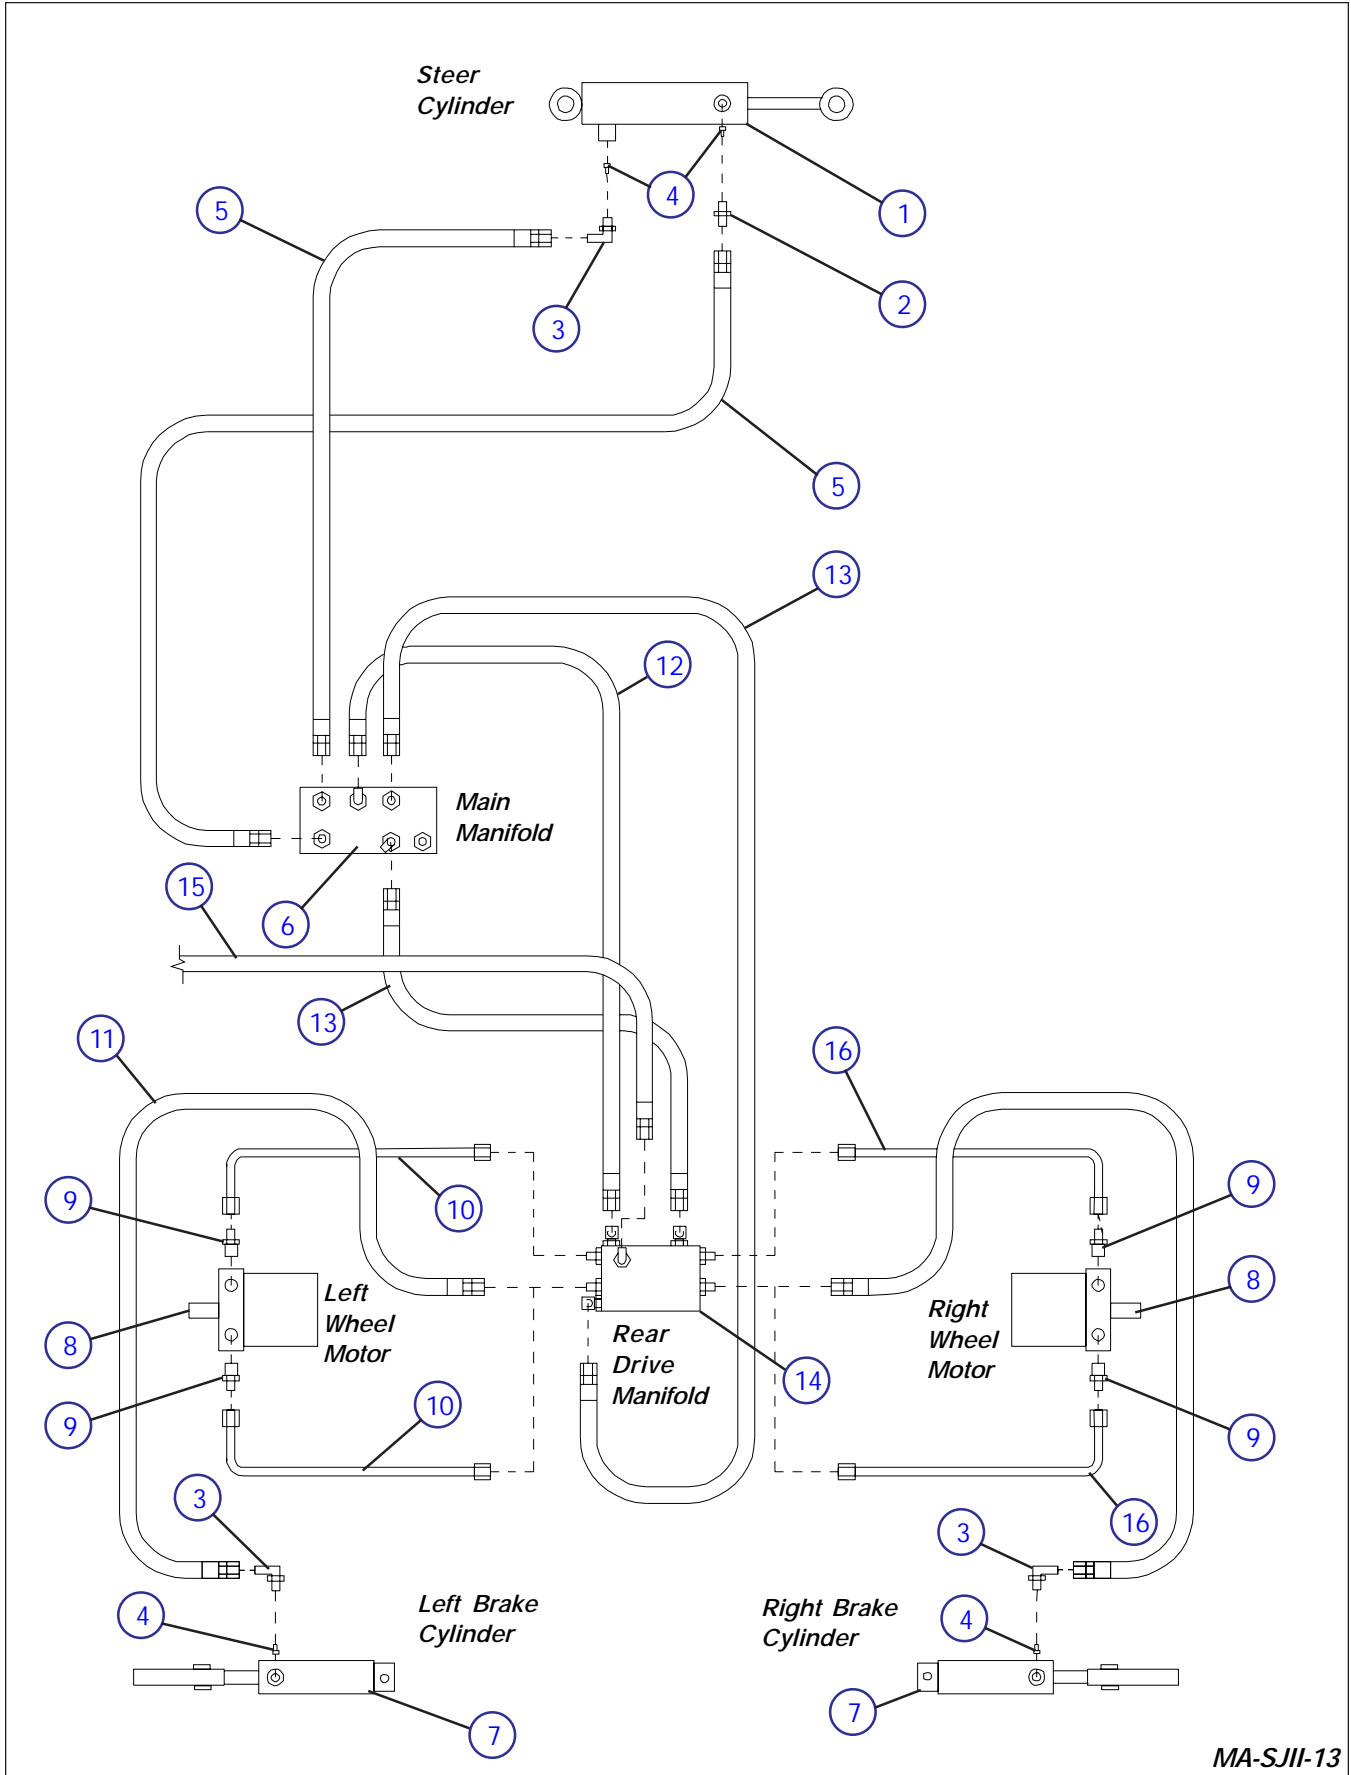 Steer
Cylinder
4
5
1
2
3
5
13
12
Main
Manifold
15
6
13
11
16
9
10
9
Left
Wheel
Motor
8
Right
Wheel
Motor
8
Rear
Drive
Manifold
14
9
10
9
3
16
3
4
Left Brake
Cylinder
Right Brake
Cylinder
4
7
7
MA-SJII-13